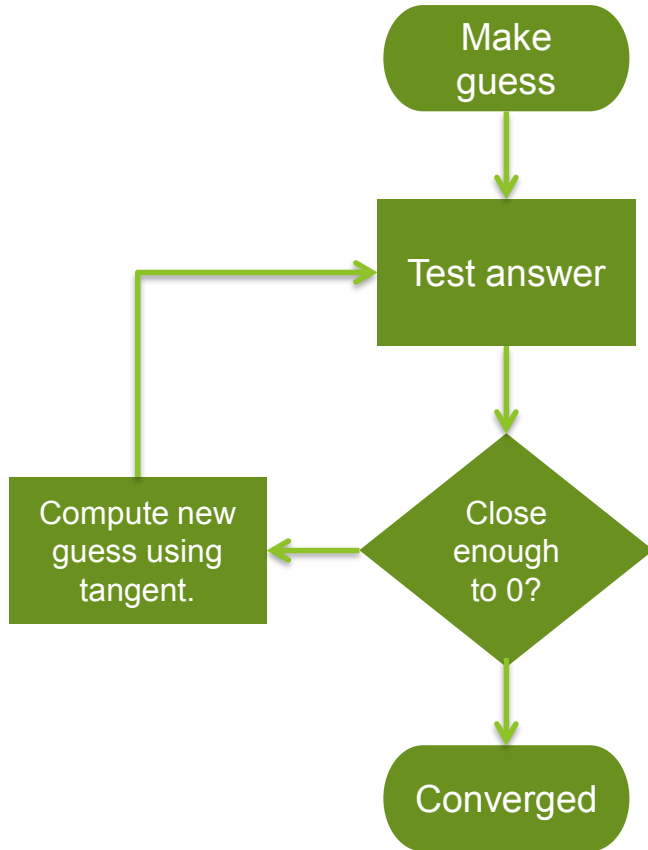 Make
guess
Test answer
Close
enough
to 0?
Compute new
guess using
tangent.
Converged